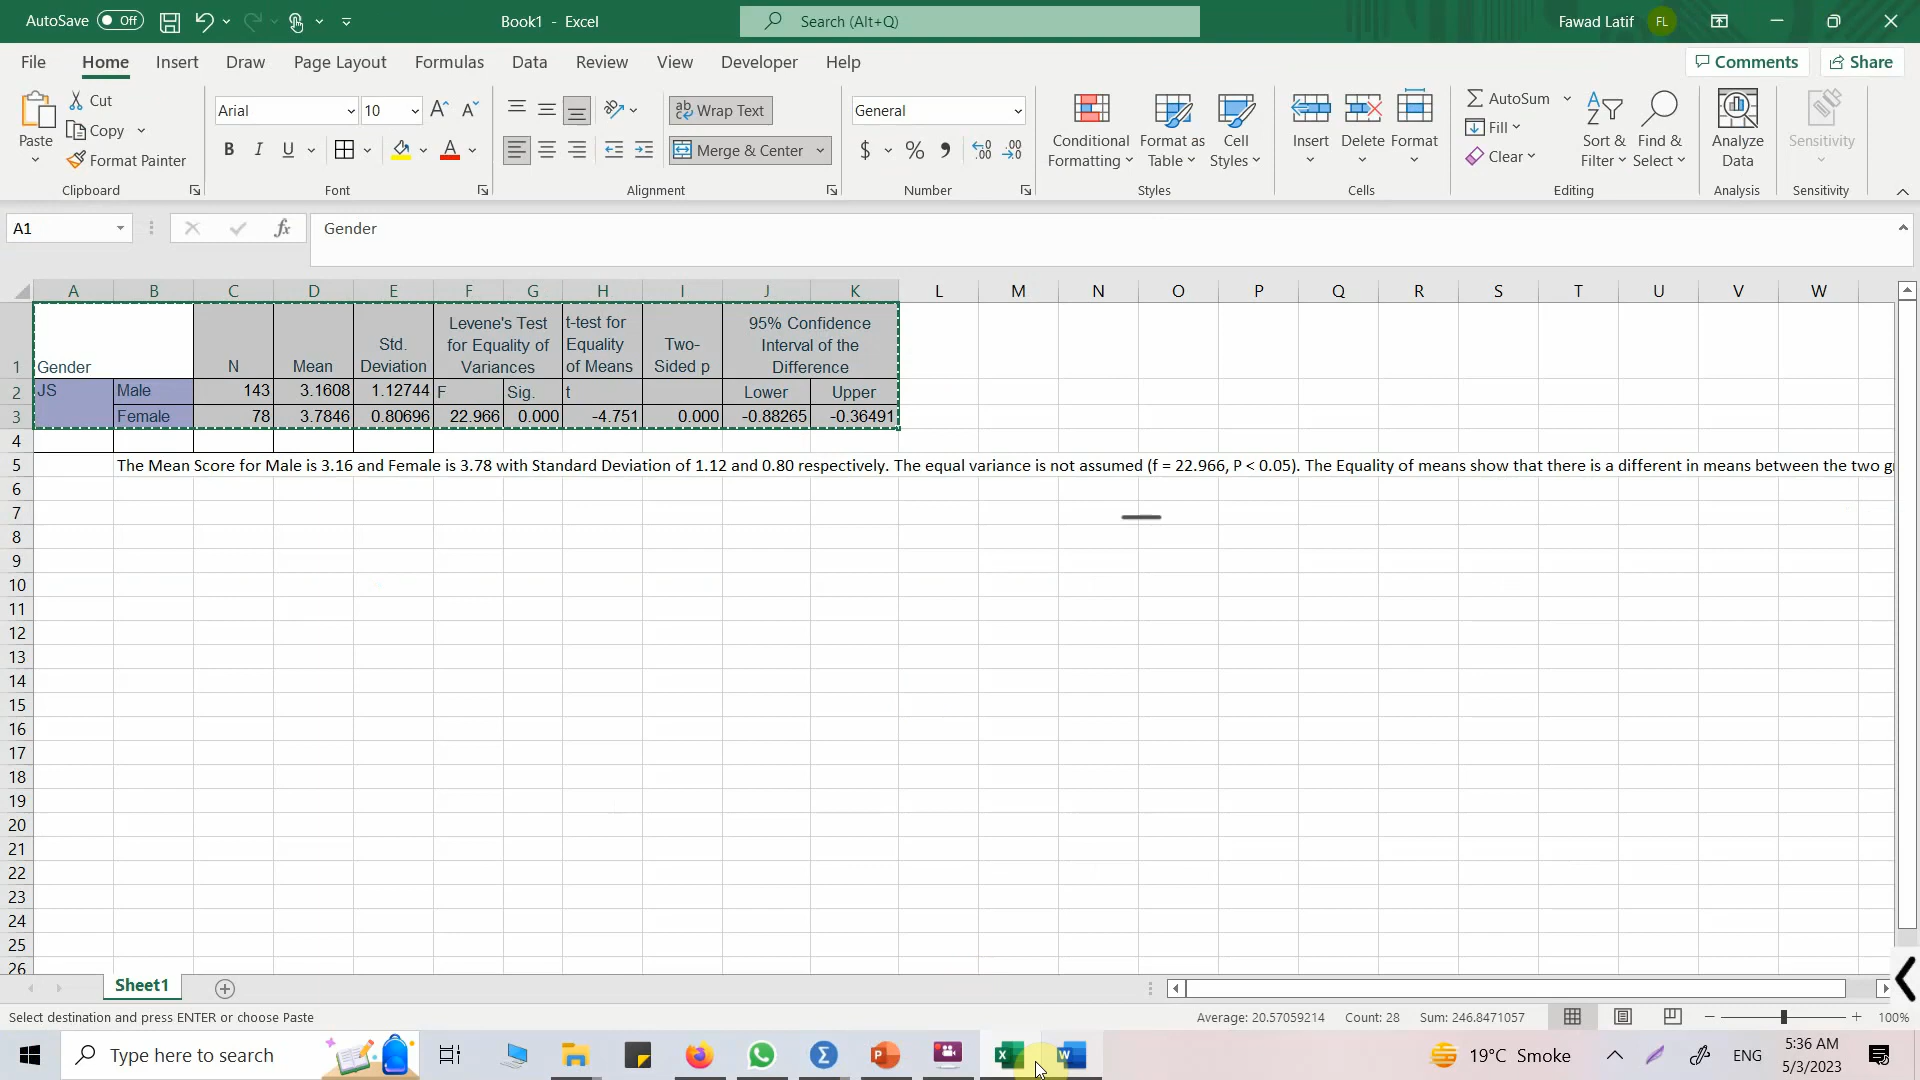 AutoSave Off Book1 - Excel Search (Alt+Q) Fawad Latif FL
File Home Insert Draw Page Layout Formulas Data Review View Developer Help Comments Share
Paste Cut Copy Format Painter Clipboard
Arial 10 B I U A Font
Wrap Text Merge & Center Alignment
General $ % Number
Conditional Formatting Format as Table Cell Styles Styles
Insert Delete Format Cells
AutoSum Fill Clear Sort & Filter Find & Select Editing
Analyze Data Analysis
Sensitivity Sensitivity
A1 fx Gender
A B C D E F G H I J K L M N O P Q R S T U V W
1 Gender N Mean Std. Deviation Levene's Test for Equality of Variances t-test for Equality of Means Two-Sided p 95% Confidence Interval of the Difference
2 JS Male 143 3.1608 1.12744 F Sig. t Lower Upper
3 Female 78 3.7846 0.80696 22.966 0.000 -4.751 0.000 -0.88265 -0.36491
4
5 The Mean Score for Male is 3.16 and Female is 3.78 with Standard Deviation of 1.12 and 0.80 respectively. The equal variance is not assumed (f = 22.966, P < 0.05). The Equality of means show that there is a different in means between the two g
6
7
8
9
10
11
12
13
14
15
16
17
18
19
20
21
22
23
24
25
26
Sheet1
Select destination and press ENTER or choose Paste Average: 20.57059214 Count: 28 Sum: 246.8471057 100%
Type here to search 19°C Smoke ENG 5:36 AM
5/3/2023